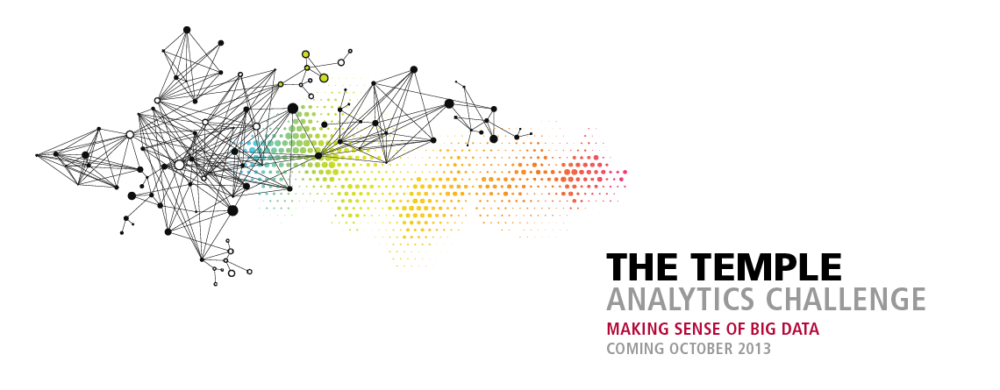 THE TEMPLE
ANALYTICS CHALLENGE
MAKING SENSE OF BIG DATA
COMING OCTOBER 2013